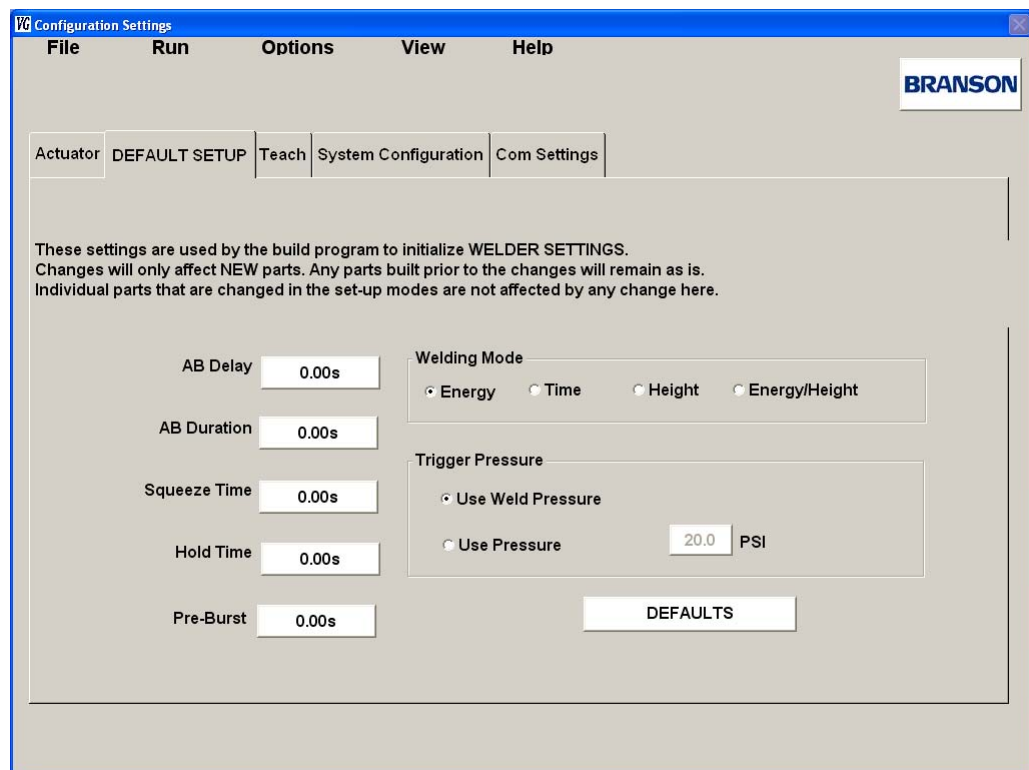 VG Configuration Settings
File Run Options View Help
BRANSON
Actuator DEFAULT SETUP Teach System Configuration Com Settings
These settings are used by the build program to initialize WELDER SETTINGS.
Changes will only affect NEW parts. Any parts built prior to the changes will remain as is.
Individual parts that are changed in the set-up modes are not affected by any change here.
AB Delay 0.00s
AB Duration 0.00s
Squeeze Time 0.00s
Hold Time 0.00s
Pre-Burst 0.00s
Welding Mode
Energy Time Height Energy/Height
Trigger Pressure
Use Weld Pressure
Use Pressure 20.0 PSI
DEFAULTS